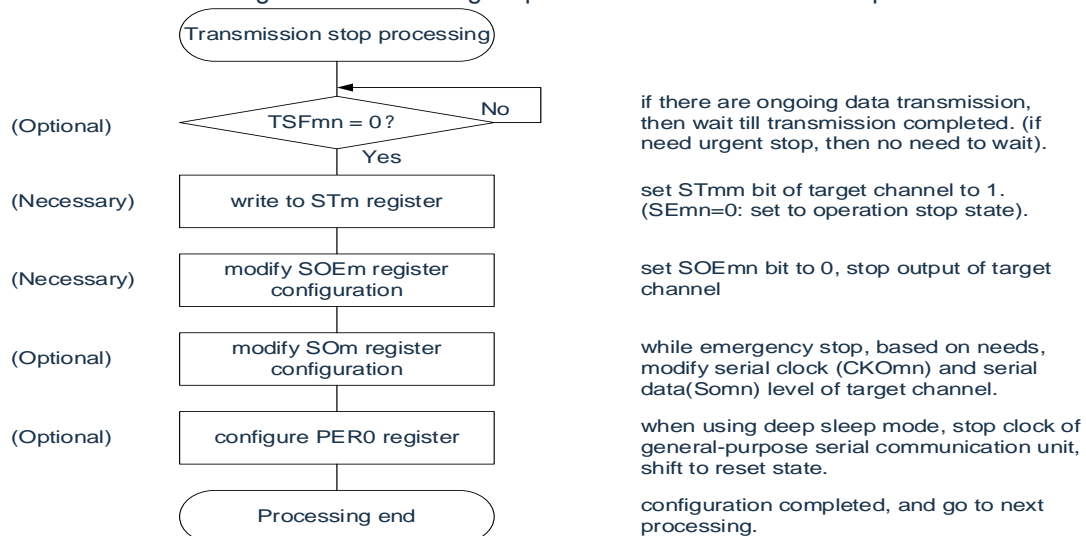 Transmission stop processing
(Optional)
TSFmn = 0?
No
Yes
if there are ongoing data transmission,
then wait till transmission completed. (if
need urgent stop, then no need to wait).
(Necessary)
write to STm register
set STmm bit of target channel to 1.
(SEmn=0: set to operation stop state).
(Necessary)
modify SOEm register
configuration
set SOEmn bit to 0, stop output of target
channel
(Optional)
modify SOm register
configuration
while emergency stop, based on needs,
modify serial clock (CKOmn) and serial
data(Somn) level of target channel.
(Optional)
configure PER0 register
when using deep sleep mode, stop clock of
general-purpose serial communication unit,
shift to reset state.
Processing end
configuration completed, and go to next
processing.